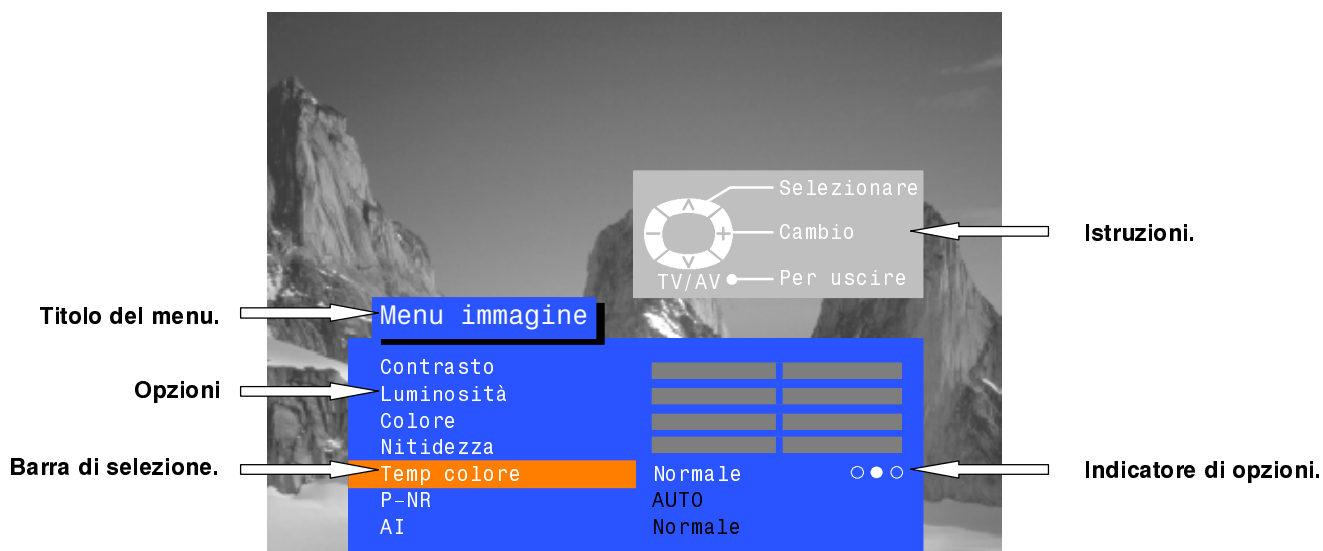 Selezionare
Cambio
TV/AV
Per uscire
Istruzioni.
Titolo del menu.
Menu immagine
Opzioni
Contrasto
Luminosità
Colore
Nitidezza
Barra di selezione.
Temp colore
Normale
Indicatore di opzioni.
P-NR
AUTO
AI
Normale